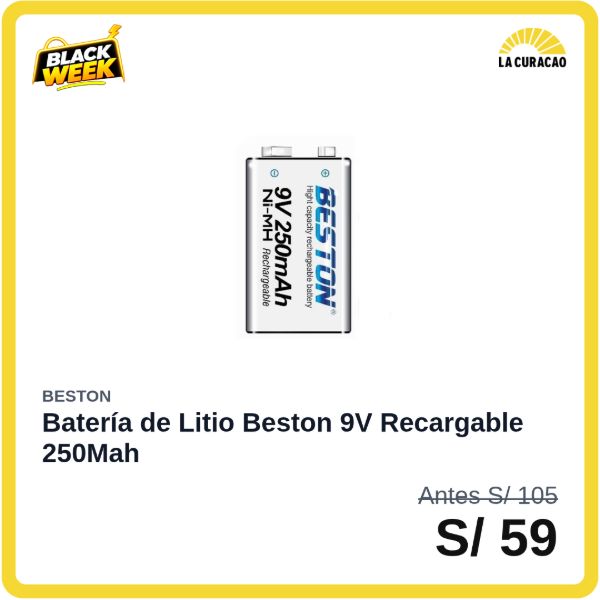 BLACK
WEEK
LA CURACAO
BESTON®
Hight capacity rechargeable battery
9V 250mAh
Ni-MH Rechargeable
BESTON
Batería de Litio Beston 9V Recargable
250Mah
Antes S/ 105
S/ 59